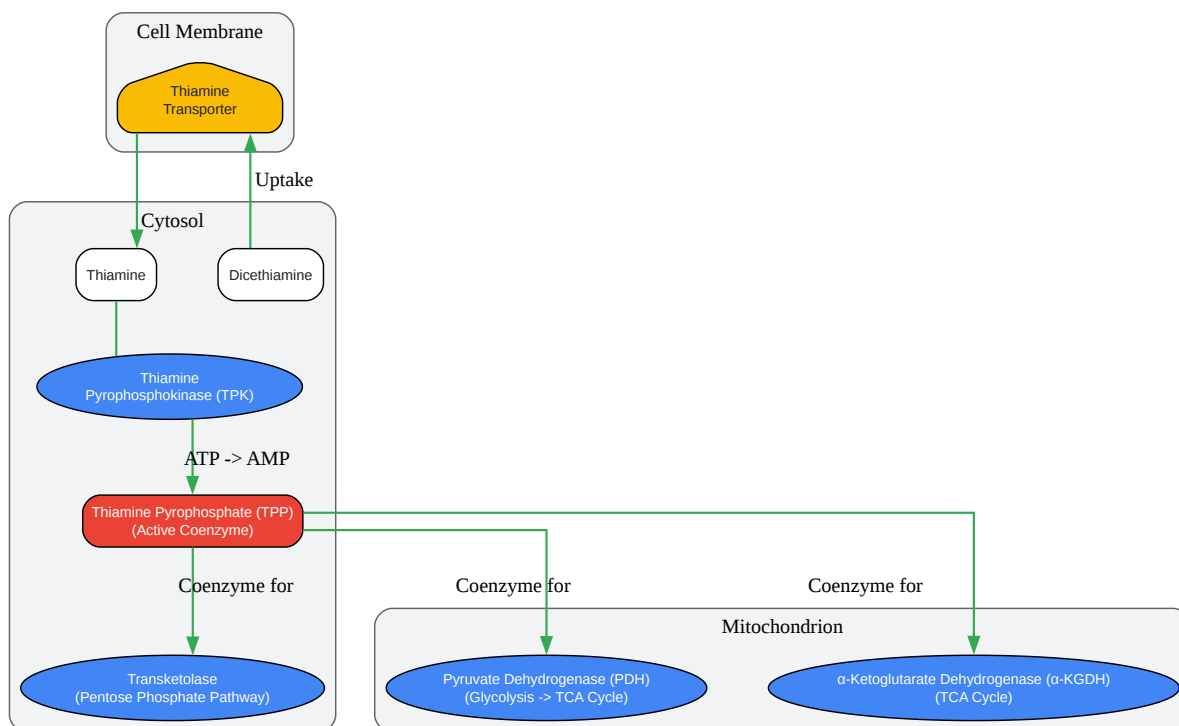 Cell Membrane
Thiamine
Transporter
Uptake
Cytosol
Thiamine
Dicethiamine
Thiamine
Pyrophosphokinase (TPK)
ATP -> AMP
Thiamine Pyrophosphate (TPP)
(Active Coenzyme)
Coenzyme for
Coenzyme for
Coenzyme for
Mitochondrion
Transketolase
(Pentose Phosphate Pathway)
Pyruvate Dehydrogenase (PDH)
(Glycolysis -> TCA Cycle)
α-Ketoglutarate Dehydrogenase (α-KGDH)
(TCA Cycle)